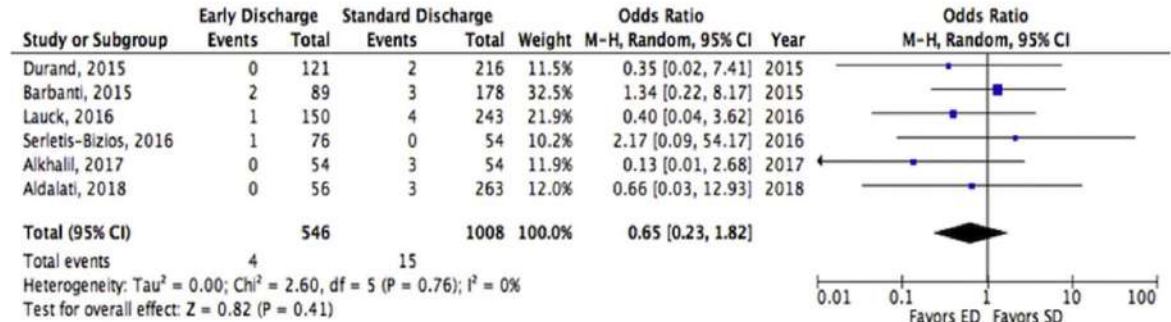 Early Discharge Standard Discharge Odds Ratio Odds Ratio
Study or Subgroup Events Total Events Total Weight M-H, Random, 95% CI Year M-H, Random, 95% CI
Durand, 2015 0 121 2 216 11.5% 0.35 [0.02, 7.41] 2015
Barbanti, 2015 2 89 3 178 32.5% 1.34 [0.22, 8.17] 2015
Lauck, 2016 1 150 4 243 21.9% 0.40 [0.04, 3.62] 2016
Serletis-Bizios, 2016 1 76 0 54 10.2% 2.17 [0.09, 54.17] 2016
Alkhalil, 2017 0 54 3 54 11.9% 0.13 [0.01, 2.68] 2017
Aldalati, 2018 0 56 3 263 12.0% 0.66 [0.03, 12.93] 2018
Total (95% CI) 546 1008 100.0% 0.65 [0.23, 1.82]
Total events 4 15
Heterogeneity: Tau² = 0.00; Chi² = 2.60, df = 5 (P = 0.76); I² = 0%
Test for overall effect: Z = 0.82 (P = 0.41)
0.01 0.1 1 10 100
Favors ED Favors SD